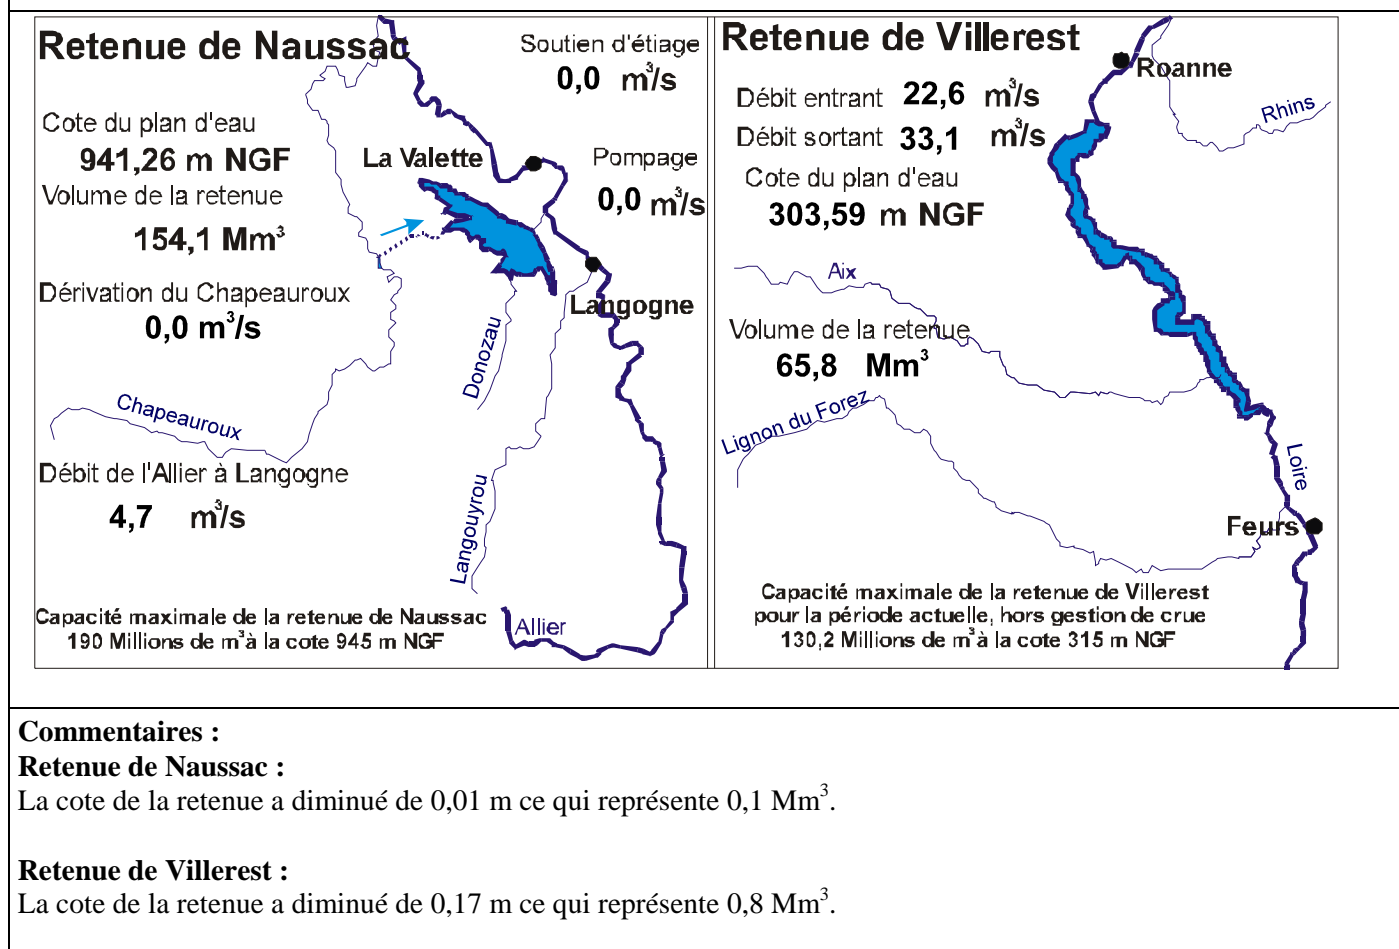 Retenue de Naussac
Soutien d'étiage
0,0 m³/s
Cote du plan d'eau
941,26 m NGF
La Valette
Pompage
0,0 m³/s
Volume de la retenue
154,1 Mm³
Dérivation du Chapeauroux
0,0 m³/s
Langogne
Donozau
Chapeauroux
Débit de l'Allier à Langogne
4,7 m³/s
Langouyrou
Capacité maximale de la retenue de Naussac
190 Millions de m³à la cote 945 m NGF
Allier
Retenue de Villerest
Roanne
Débit entrant 22,6 m³/s
Rhins
Débit sortant 33,1 m³/s
Cote du plan d'eau
303,59 m NGF
Aix
Volume de la retenue
65,8 Mm³
Lignon du Forez
Loire
Feurs
Capacité maximale de la retenue de Villerest
pour la période actuelle, hors gestion de crue
130,2 Millions de m³à la cote 315 m NGF
Commentaires :
Retenue de Naussac :
La cote de la retenue a diminué de 0,01 m ce qui représente 0,1 Mm³.
Retenue de Villerest :
La cote de la retenue a diminué de 0,17 m ce qui représente 0,8 Mm³.